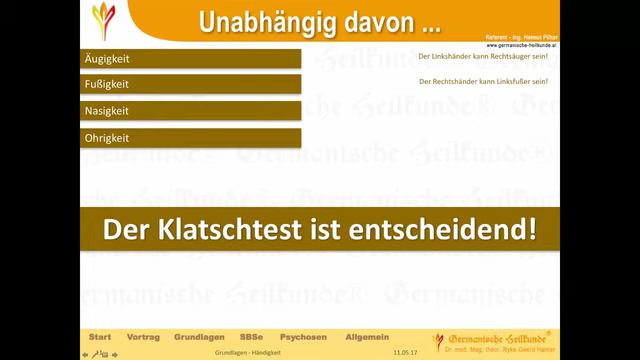 Unabhängig davon ...
Referent - Ing. Helmut Pilhar
www.germanische-heilkunde.at
Äugigkeit
Der Linkshänder kann Rechtsäuger sein!
Fußigkeit
Der Rechtshänder kann Linksfußer sein!
Nasigkeit
Ohrigkeit
Der Klatschtest ist entscheidend!
Start Vortrag Grundlagen SBSe Psychosen Allgemein
Germanische Heilkunde®
Dr. med. Mag. theol. Ryke Geerd Hamer
Grundlagen - Händigkeit 11.05.17